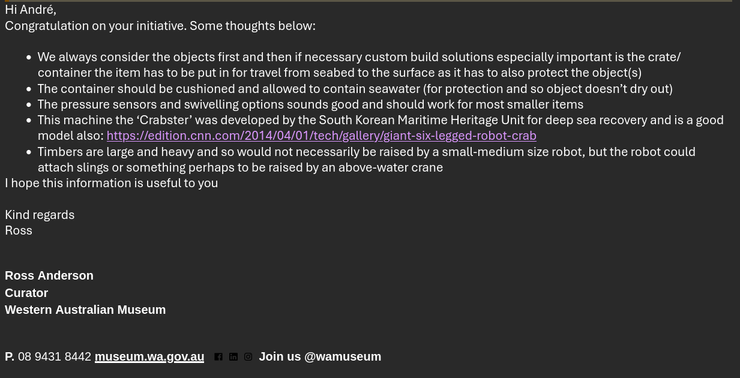 Hi André,
Congratulation on your initiative. Some thoughts below:
• We always consider the objects first and then if necessary custom build solutions especially important is the crate/
container the item has to be put in for travel from seabed to the surface as it has to also protect the object(s)
• The container should be cushioned and allowed to contain seawater (for protection and so object doesn't dry out)
• The pressure sensors and swivelling options sounds good and should work for most smaller items
• This machine the 'Crabster' was developed by the South Korean Maritime Heritage Unit for deep sea recovery and is a good
model also: https://edition.cnn.com/2014/04/01/tech/gallery/giant-six-legged-robot-crab
• Timbers are large and heavy and so would not necessarily be raised by a small-medium size robot, but the robot could
attach slings or something perhaps to be raised by an above-water crane
I hope this information is useful to you
Kind regards
Ross
Ross Anderson
Curator
Western Australian Museum
P. 08 9431 8442 museum.wa.gov.au Join us @wamuseum